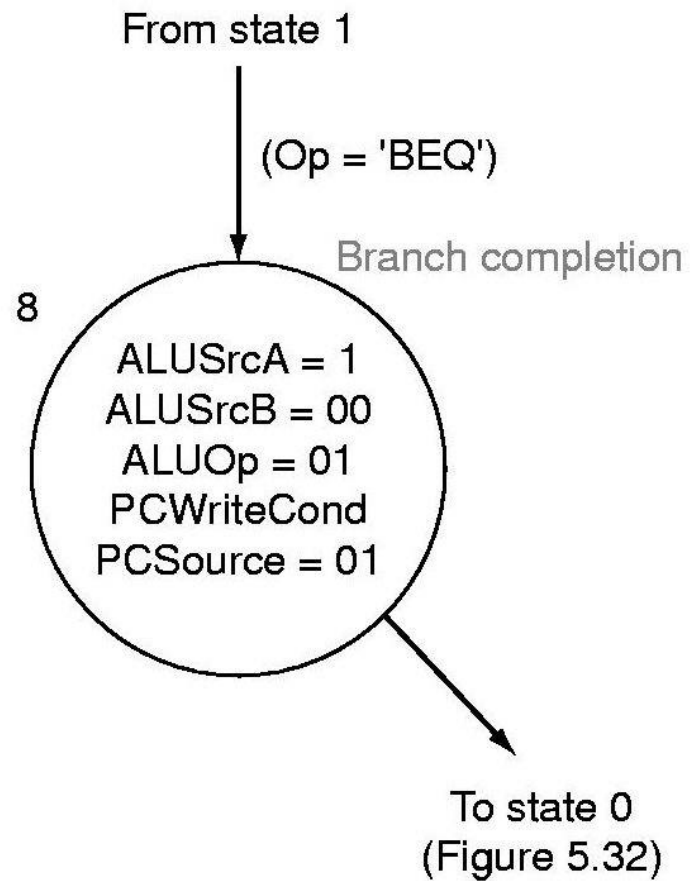 From state 1
(Op = 'BEQ')
Branch completion
8
ALUSrcA = 1
ALUSrcB = 00
ALUOp = 01
PCWriteCond
PCSource = 01
To state 0
(Figure 5.32)